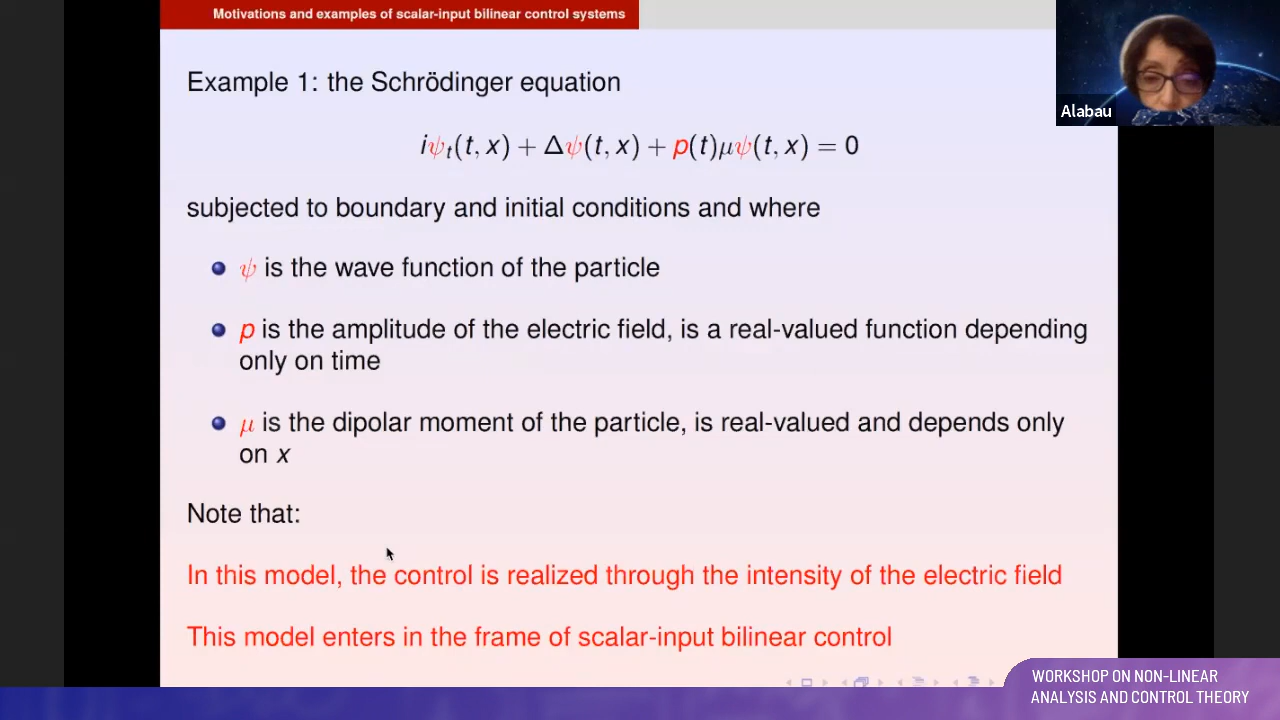 Motivations and examples of scalar-input bilinear control systems
Example 1: the Schrödinger equation
iψₜ(t, x) + Δψ(t, x) + p(t)μψ(t, x) = 0
subjected to boundary and initial conditions and where
ψ is the wave function of the particle
p is the amplitude of the electric field, is a real-valued function depending
only on time
μ is the dipolar moment of the particle, is real-valued and depends only
on x
Note that:
In this model, the control is realized through the intensity of the electric field
This model enters in the frame of scalar-input bilinear control
Alabau
WORKSHOP ON NON-LINEAR
ANALYSIS AND CONTROL THEORY